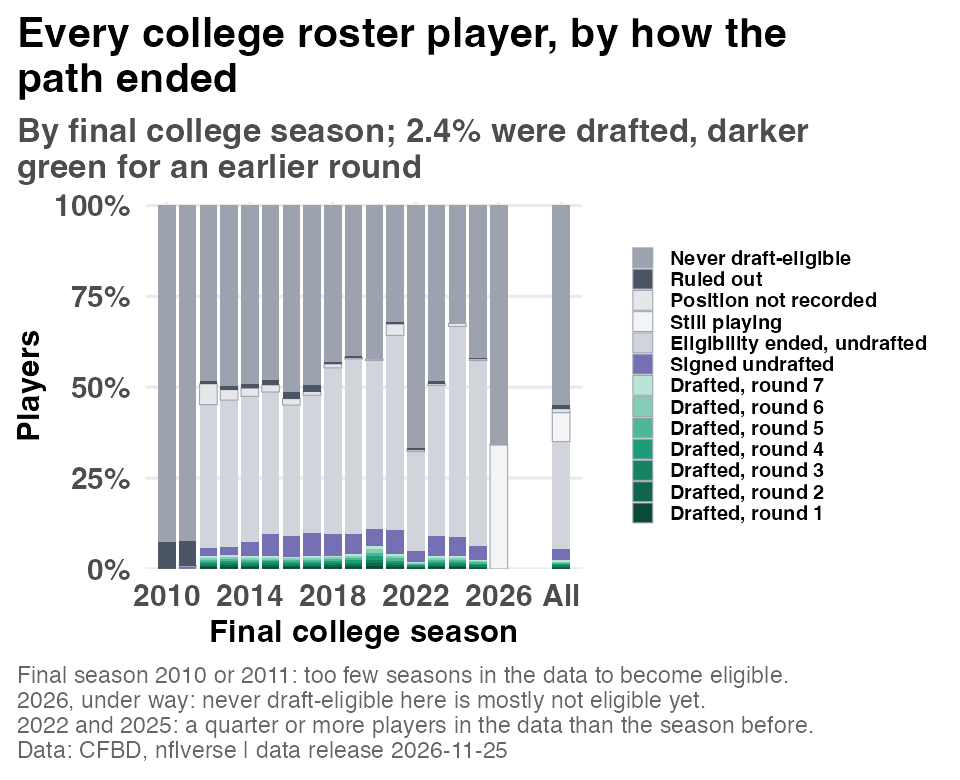 Every college roster player, by how the
path ended
By final college season; 2.4% were drafted, darker
green for an earlier round
100%
75%
50%
25%
0%
Players
2010 2014 2018 2022 2026 All
Final college season
Never draft-eligible
Ruled out
Position not recorded
Still playing
Eligibility ended, undrafted
Signed undrafted
Drafted, round 7
Drafted, round 6
Drafted, round 5
Drafted, round 4
Drafted, round 3
Drafted, round 2
Drafted, round 1
Final season 2010 or 2011: too few seasons in the data to become eligible.
2026, under way: never draft-eligible here is mostly not eligible yet.
2022 and 2025: a quarter or more players in the data than the season before.
Data: CFBD, nflverse | data release 2026-11-25